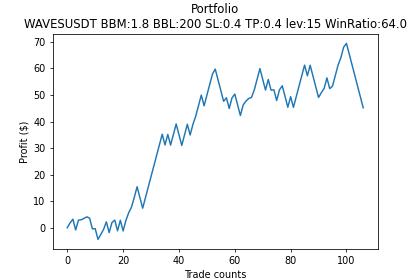 Portfolio
WAVESUSDT BBM:1.8 BBL:200 SL:0.4 TP:0.4 lev:15 WinRatio:64.0
70
60
50
40
30
20
10
0
Profit ($)
0 20 40 60 80 100
Trade counts